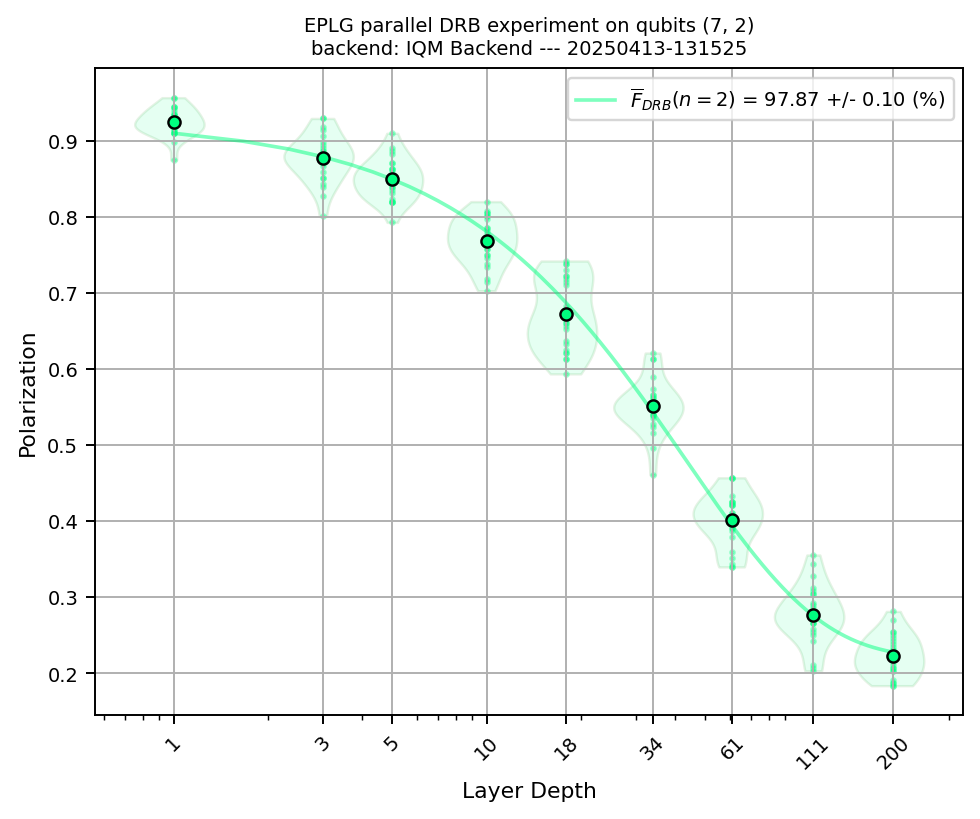 EPLG parallel DRB experiment on qubits (7, 2)
backend: IQM Backend --- 20250413-131525
F̅_DRB(n = 2) = 97.87 +/- 0.10 (%)
0.9
0.8
0.7
0.6
0.5
0.4
0.3
0.2
Polarization
1 3 5 10 18 34 61 111 200
Layer Depth